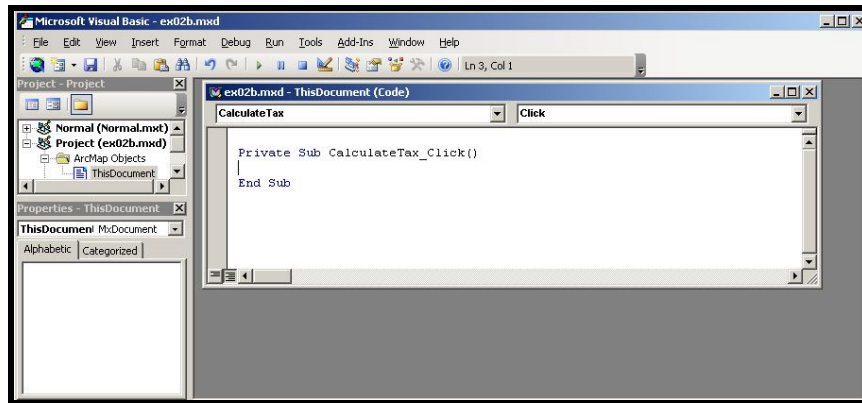 Microsoft Visual Basic - ex02b.mxd
File Edit View Insert Format Debug Run Tools Add-Ins Window Help
Ln 3, Col 1
Project - Project
Normal (Normal.mxt)
Project (ex02b.mxd)
ArcMap Objects
ThisDocument
Properties - ThisDocument
ThisDocument MxDocument
Alphabetic Categorized
ex02b.mxd - ThisDocument (Code)
CalculateTax Click
Private Sub CalculateTax_Click()
End Sub